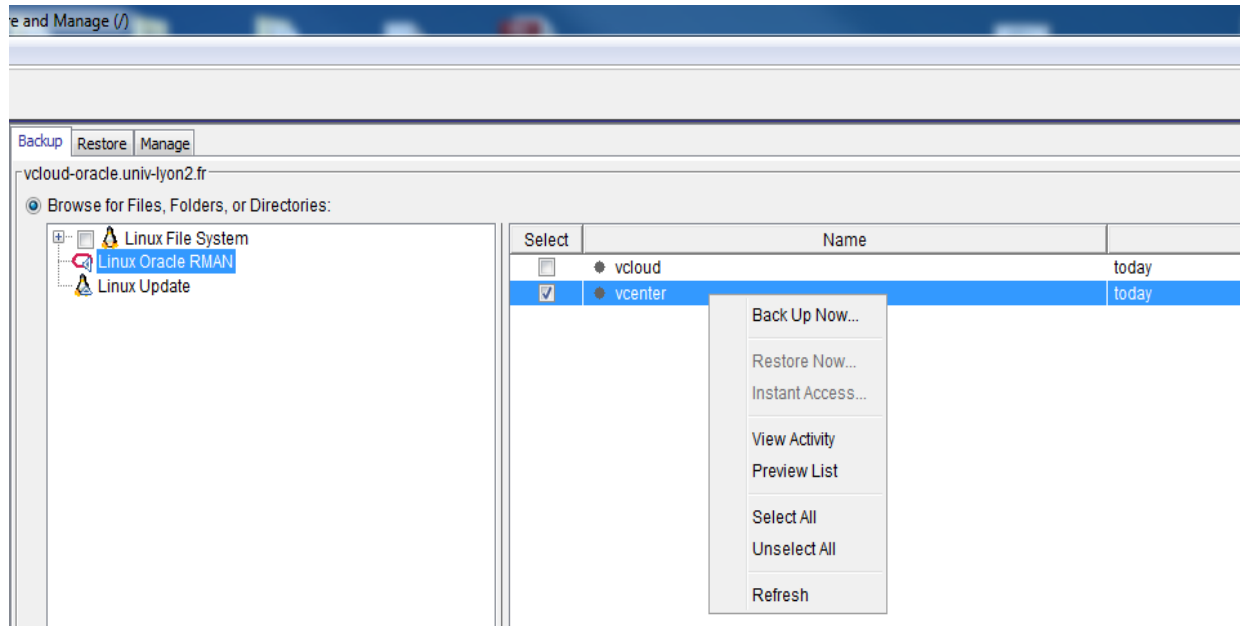 e and Manage (/)
Backup Restore Manage
vcloud-oracle.univ-lyon2.fr
Browse for Files, Folders, or Directories:
Linux File System
Linux Oracle RMAN
Linux Update
Select Name
vcloud today
vcenter today
Back Up Now...
Restore Now...
Instant Access...
View Activity
Preview List
Select All
Unselect All
Refresh